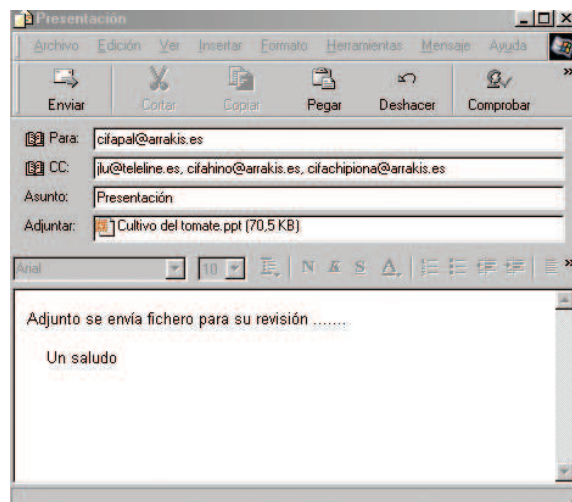 Presentación
Archivo Edición Ver Insertar Formato Herramientas Mensaje Ayuda
Enviar Cortar Copiar Pegar Deshacer Comprobar »
Para: cifapal@arrakis.es
CC: jlu@teleline.es, cifahino@arrakis.es, cifachipiona@arrakis.es
Asunto: Presentación
Adjuntar: Cultivo del tomate.ppt (70,5 KB)
Arial 10 N K S A »
Adjunto se envía fichero para su revisión .......
Un saludo